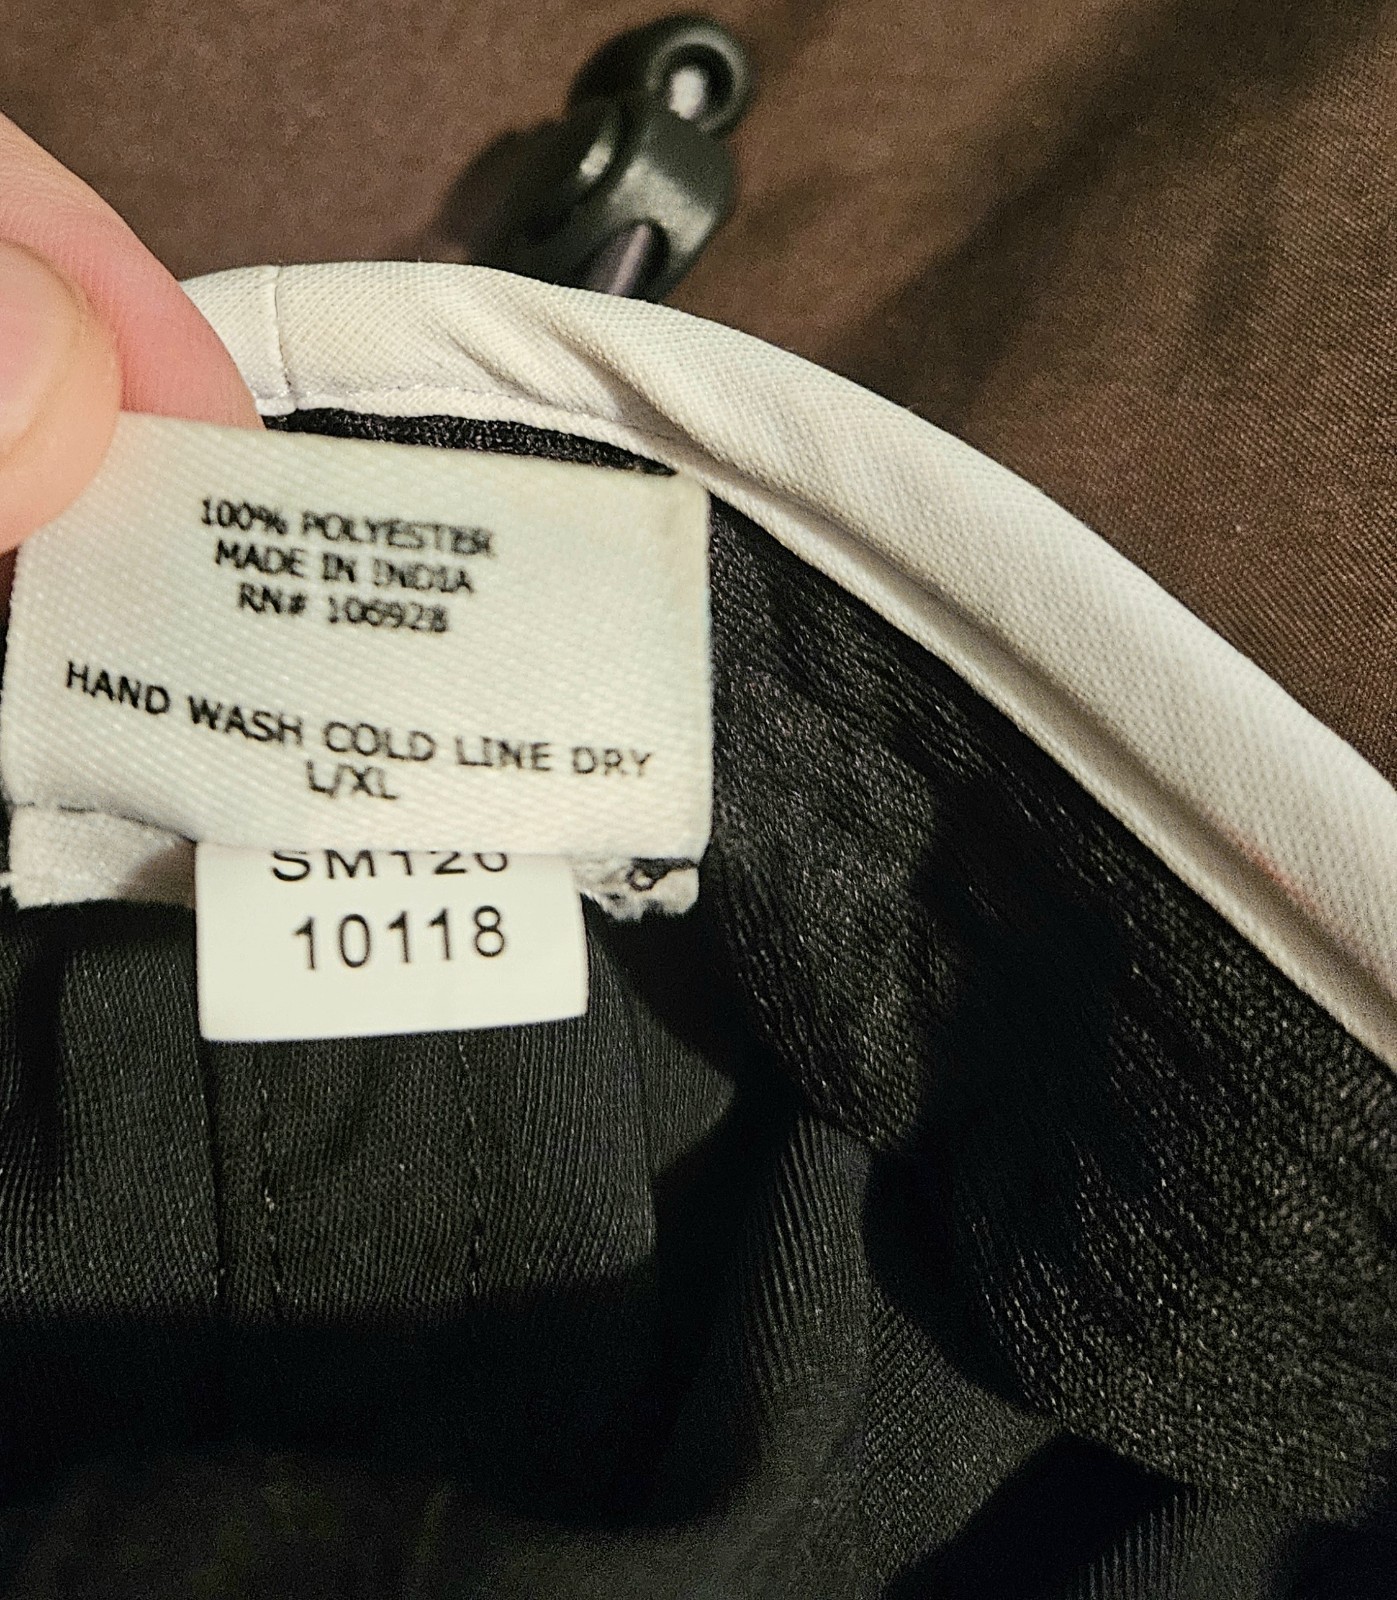 100% POLYESTER
MADE IN INDIA
RN# 106928
HAND WASH COLD LINE DRY
L/XL
10118